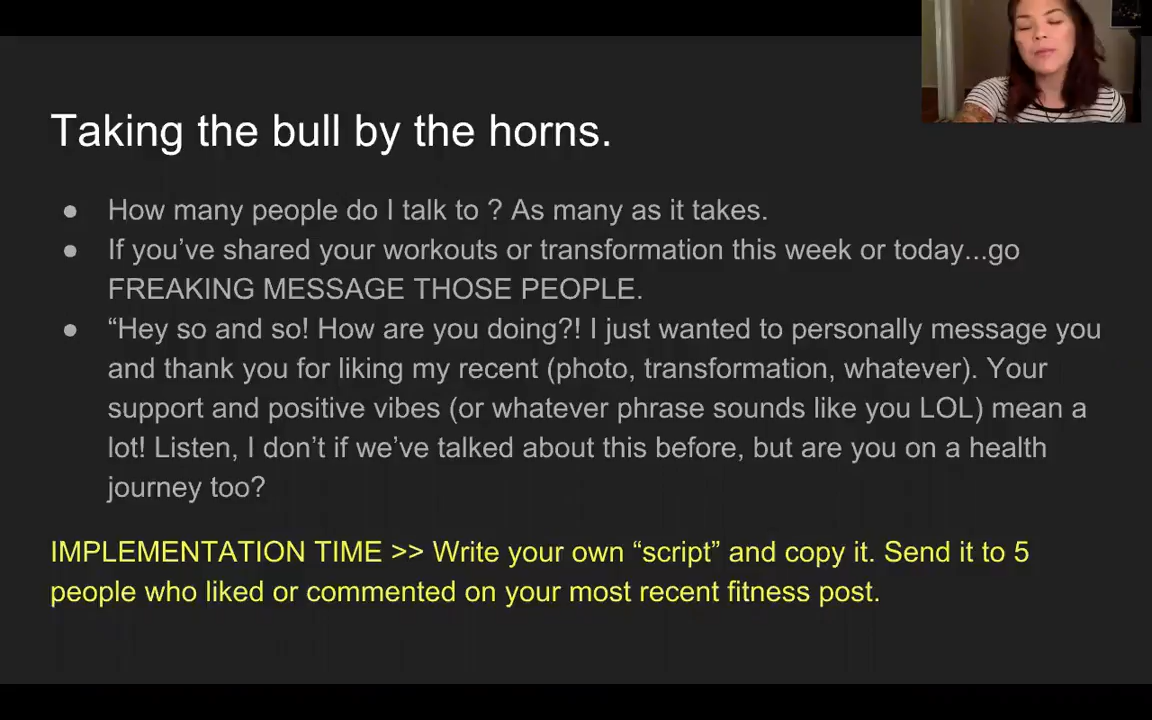 Taking the bull by the horns.
● How many people do I talk to ? As many as it takes.
● If you’ve shared your workouts or transformation this week or today...go
FREAKING MESSAGE THOSE PEOPLE.
● “Hey so and so! How are you doing?! I just wanted to personally message you
and thank you for liking my recent (photo, transformation, whatever). Your
support and positive vibes (or whatever phrase sounds like you LOL) mean a
lot! Listen, I don’t if we’ve talked about this before, but are you on a health
journey too?
IMPLEMENTATION TIME >> Write your own “script” and copy it. Send it to 5
people who liked or commented on your most recent fitness post.